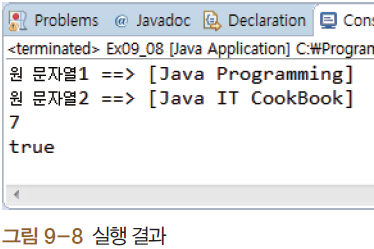 Problems @ Javadoc Declaration Cons
<terminated> Ex09_08 [Java Application] C:₩Program
원 문자열1 ==> [Java Programming]
원 문자열2 ==> [Java IT CookBook]
7
true
그림 9-8 실행 결과